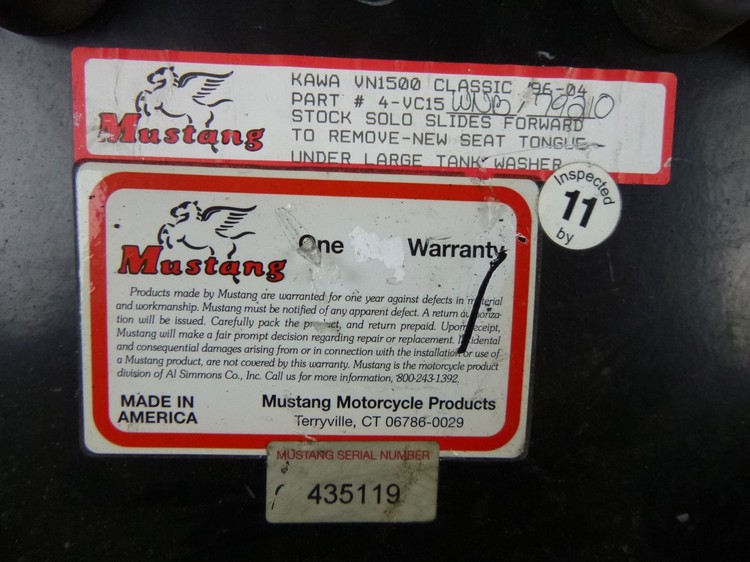 Mustang
KAWA VN1500 CLASSIC '96-04
PART # 4-VC15 WNB, 79210
STOCK SOLO SLIDES FORWARD
TO REMOVE-NEW SEAT TONGUE
UNDER LARGE TANK WASHER
Inspected
11
by
Mustang
One Warranty
Products made by Mustang are warranted for one year against defects in material
and workmanship. Mustang must be notified of any apparent defect. A return authoriza-
tion will be issued. Carefully pack the product, and return prepaid. Upon receipt,
Mustang will make a fair prompt decision regarding repair or replacement. Incidental
and consequential damages arising from or in connection with the installation or use of
a Mustang product, are not covered by this warranty. Mustang is the motorcycle product
division of Al Simmons Co., Inc. Call us for more information, 800-243-1392.
MADE IN
AMERICA
Mustang Motorcycle Products
Terryville, CT 06786-0029
MUSTANG SERIAL NUMBER
435119